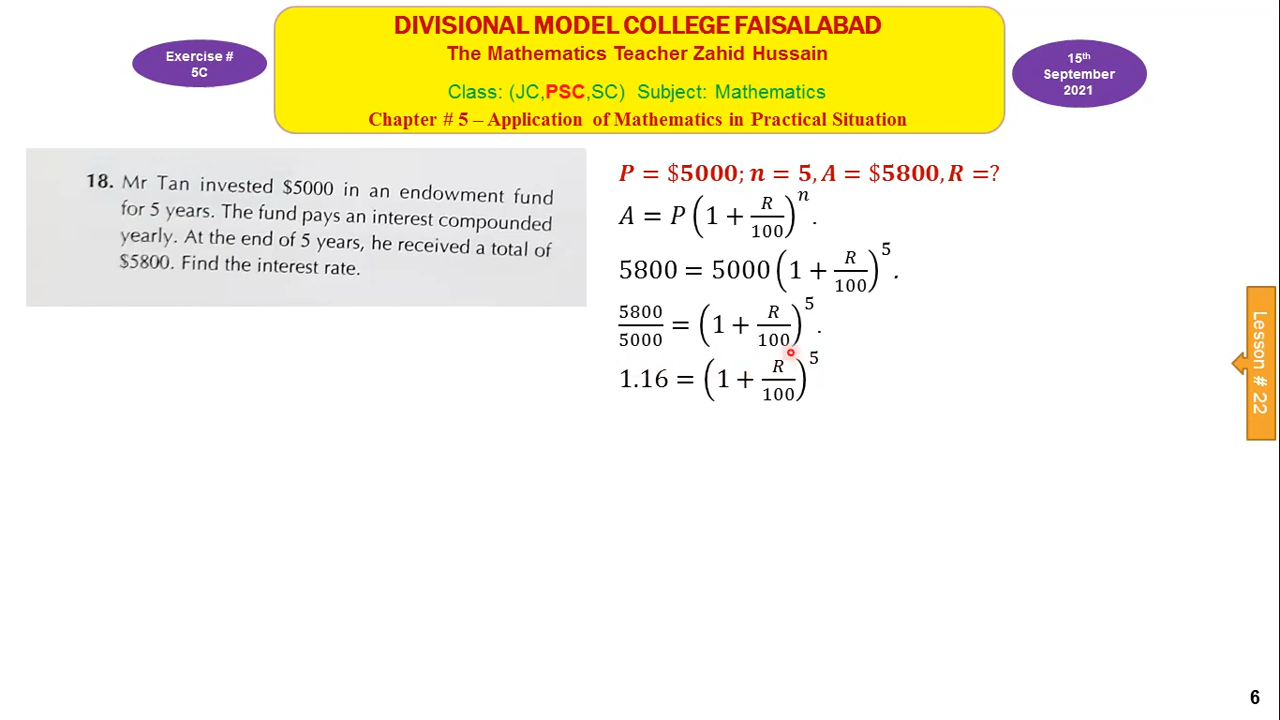 DIVISIONAL MODEL COLLEGE FAISALABAD
The Mathematics Teacher Zahid Hussain
Class: (JC,PSC,SC) Subject: Mathematics
Chapter # 5 – Application of Mathematics in Practical Situation
Exercise #
5C
15th
September
2021
18. Mr Tan invested $5000 in an endowment fund
for 5 years. The fund pays an interest compounded
yearly. At the end of 5 years, he received a total of
$5800. Find the interest rate.
P = $5000; n = 5, A = $5800, R =?
A = P(1 + R/100)^n.
5800 = 5000(1 + R/100)^5.
5800/5000 = (1 + R/100)^5.
1.16 = (1 + R/100)^5
Lesson # 22
6